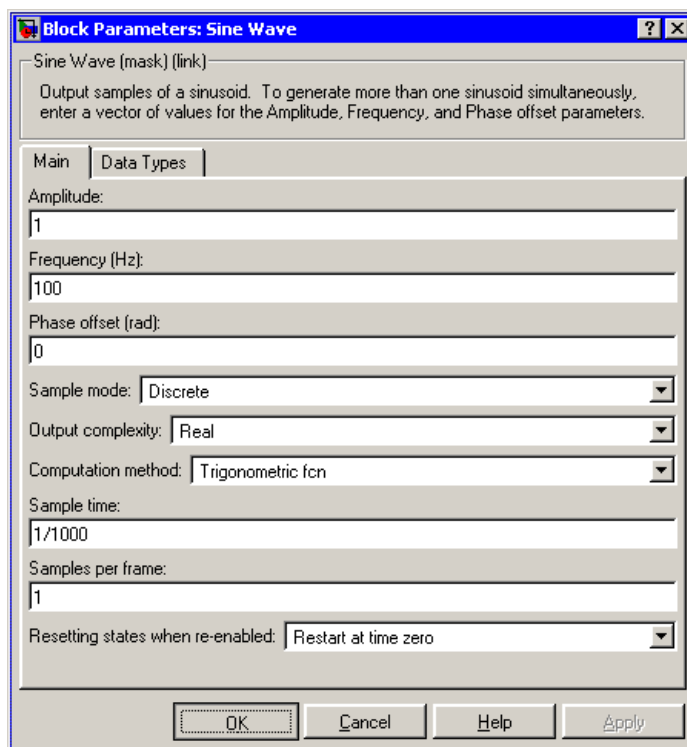 Block Parameters: Sine Wave
Sine Wave (mask) (link)
Output samples of a sinusoid. To generate more than one sinusoid simultaneously,
enter a vector of values for the Amplitude, Frequency, and Phase offset parameters.
Main Data Types
Amplitude:
1
Frequency (Hz):
100
Phase offset (rad):
0
Sample mode: Discrete
Output complexity: Real
Computation method: Trigonometric fcn
Sample time:
1/1000
Samples per frame:
1
Resetting states when re-enabled: Restart at time zero
OK Cancel Help Apply